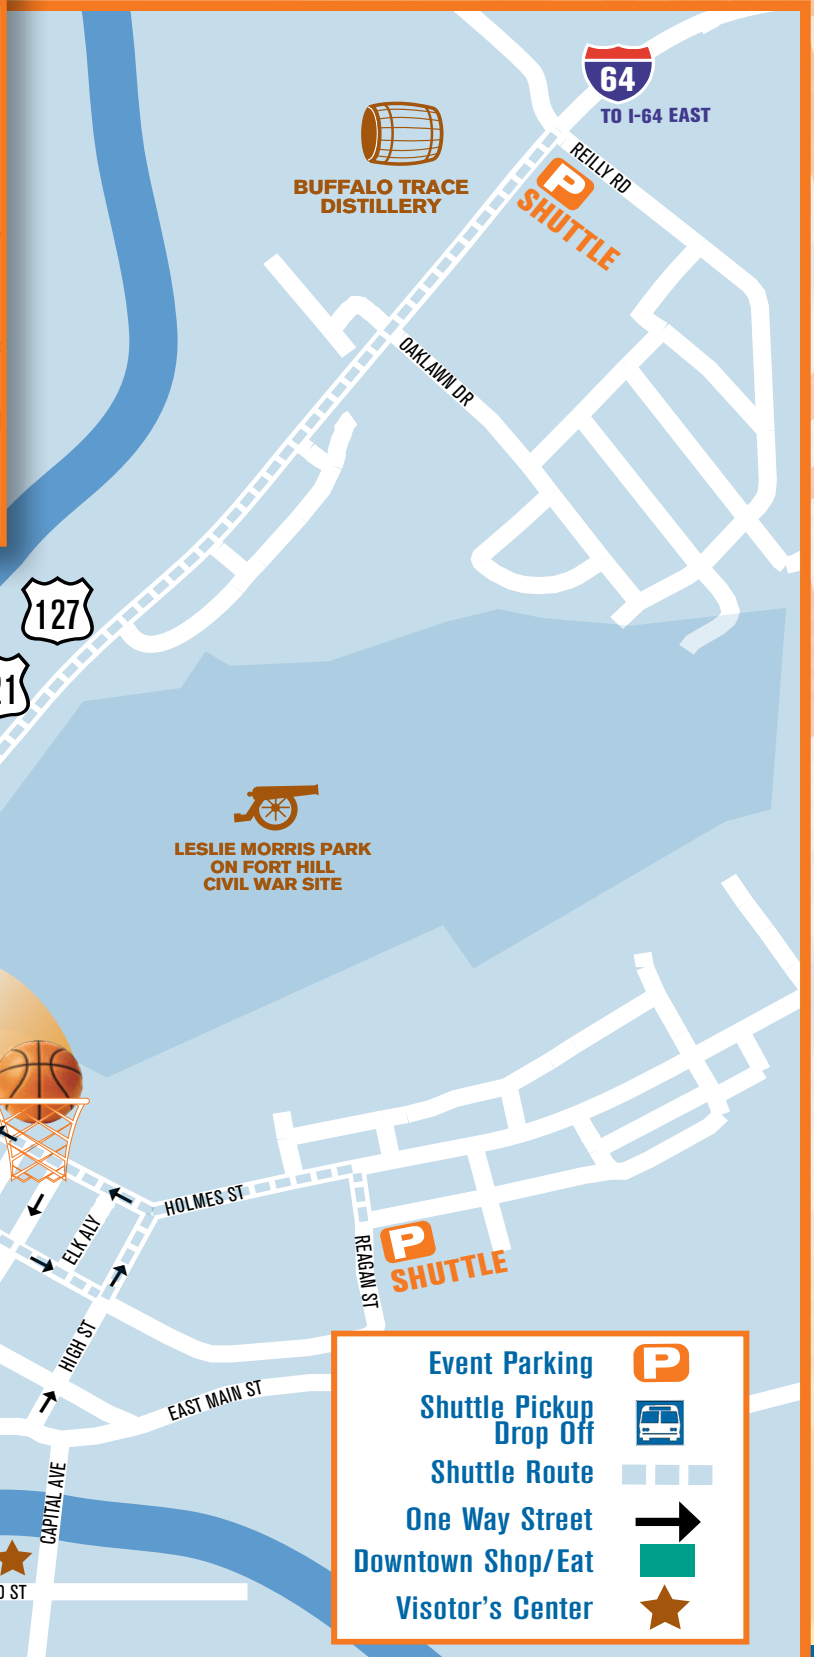 64
TO I-64 EAST
REILLY RD
P
SHUTTLE
BUFFALO TRACE
DISTILLERY
OAKLAWN DR
127
21
LESLIE MORRIS PARK
ON FORT HILL
CIVIL WAR SITE
HOLMES ST
ELK ALY
REAGAN ST
P
SHUTTLE
HIGH ST
EAST MAIN ST
CAPITAL AVE
D ST
Event Parking P
Shuttle Pickup
Drop Off
Shuttle Route
One Way Street
Downtown Shop/Eat
Visotor's Center